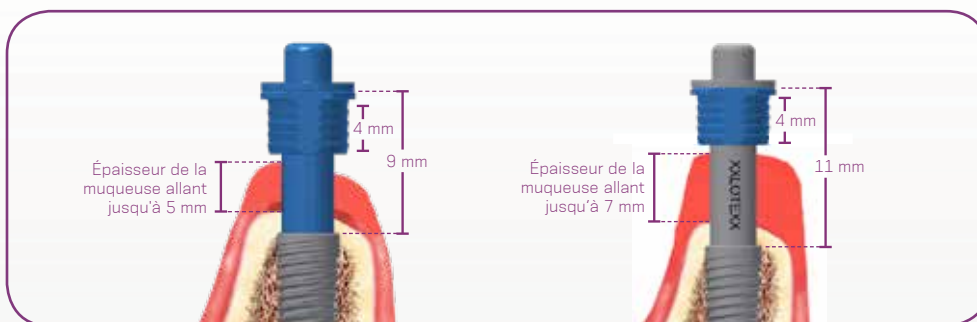 4 mm
9 mm
Épaisseur de la
muqueuse allant
jusqu'à 5 mm
4 mm
11 mm
Épaisseur de la
muqueuse allant
jusqu'à 7 mm
XXLOTEXX